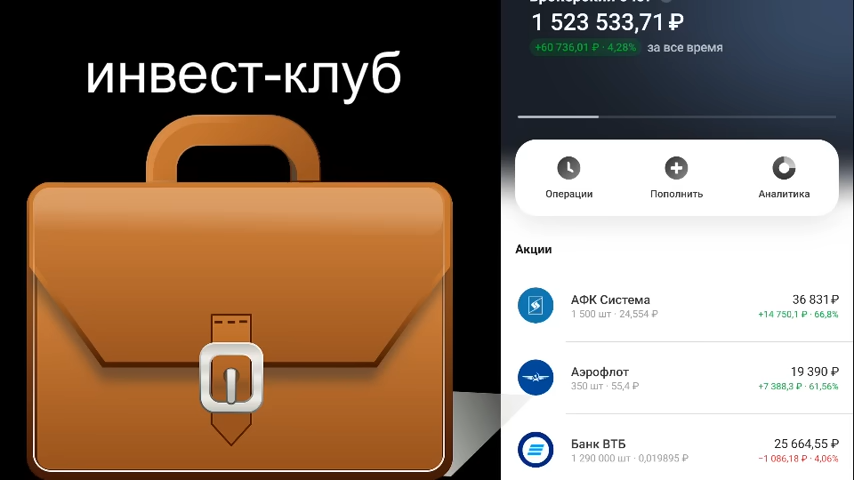 инвест-клуб
1 523 533,71 ₽
+60 736,01 ₽ · 4,28% за все время
Операции
Пополнить
Аналитика
Акции
АФК Система
36 831 ₽
1 500 шт · 24,554 ₽
+14 750,1 ₽ · 66,8%
Аэрофлот
19 390 ₽
350 шт · 55,4 ₽
+7 388,3 ₽ · 61,56%
Банк ВТБ
25 664,55 ₽
1 290 000 шт · 0,019895 ₽
−1 086,18 ₽ · 4,06%